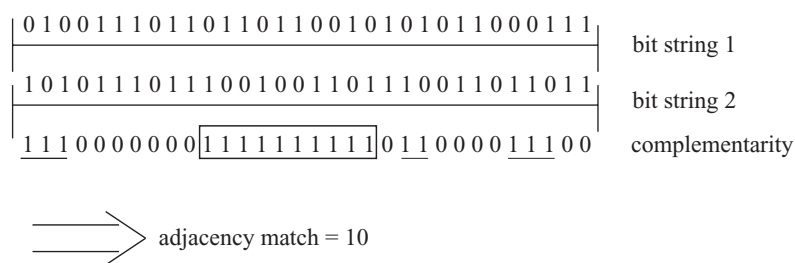 0 1 0 0 1 1 1 0 1 1 0 1 1 0 1 1 0 0 1 0 1 0 1 0 1 1 0 0 0 1 1 1
bit string 1
1 0 1 0 1 1 1 0 1 1 1 0 0 1 0 0 1 1 0 1 1 1 0 0 1 1 0 1 1 0 1 1
bit string 2
1 1 1 0 0 0 0 0 0 0 1 1 1 1 1 1 1 1 1 1 0 1 1 0 0 0 0 1 1 1 0 0
complementarity
adjacency match = 10